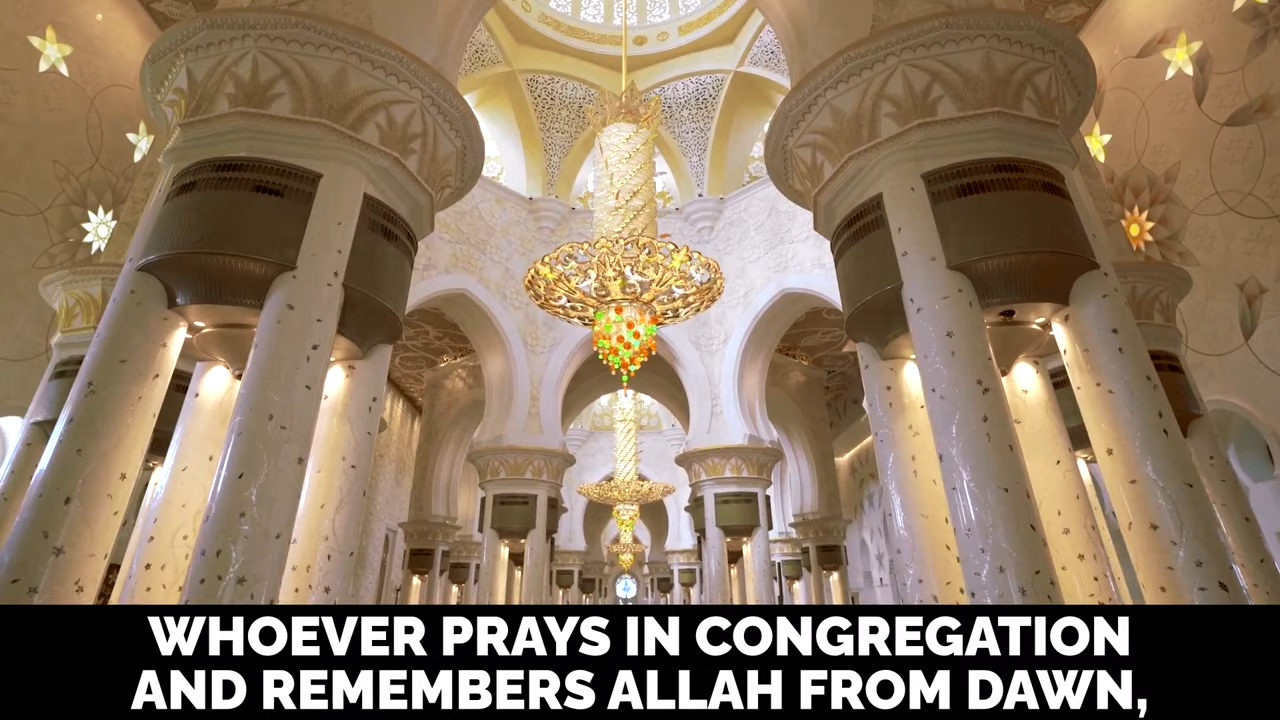 WHOEVER PRAYS IN CONGREGATION
AND REMEMBERS ALLAH FROM DAWN,